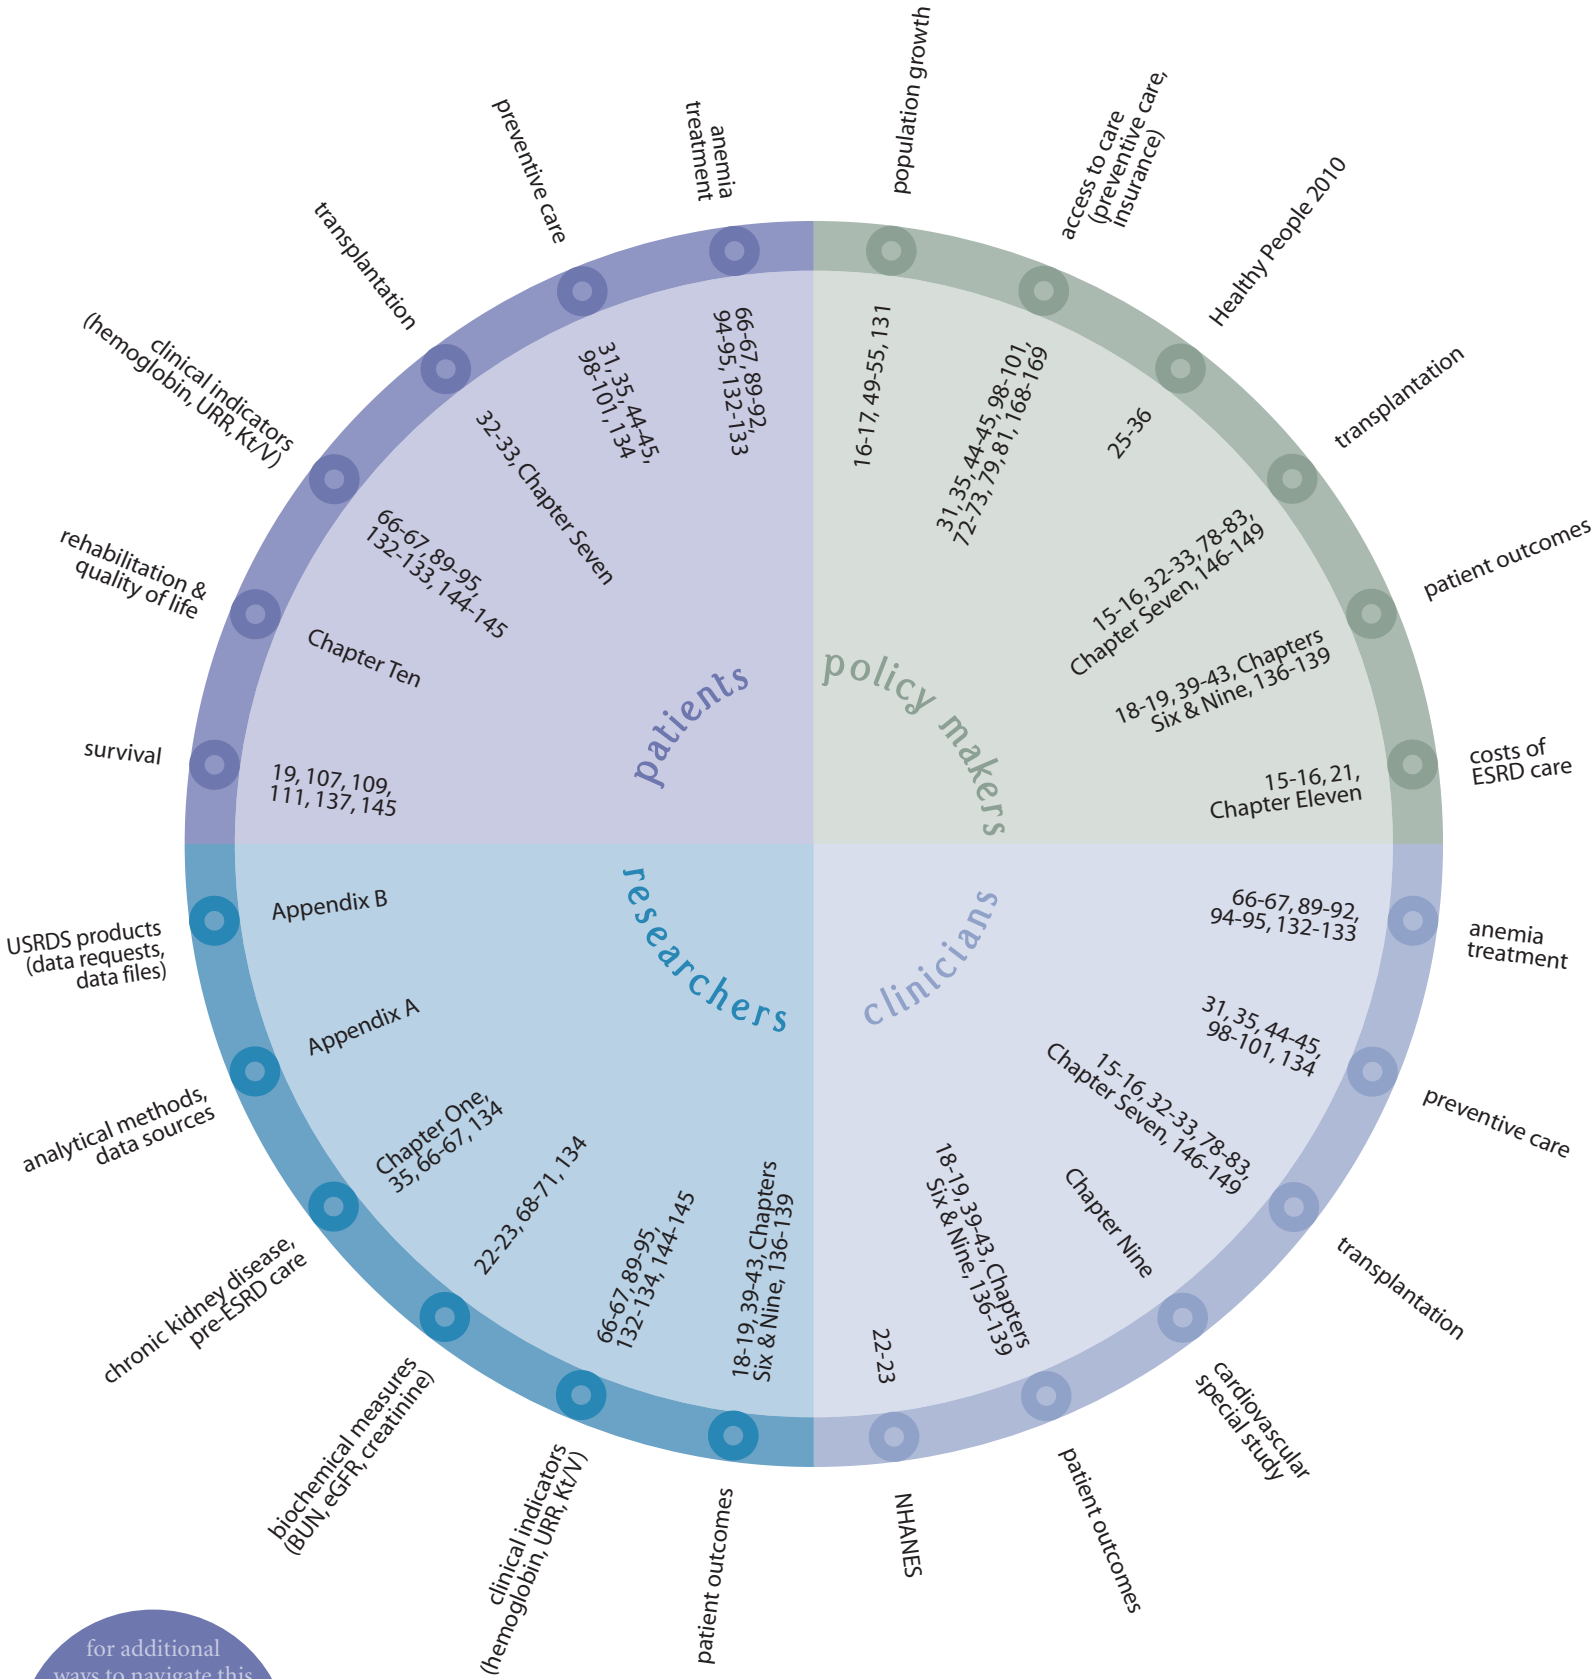 population growth
16-17, 49-55, 131
access to care
(preventive care,
insurance)
31, 35, 44-45, 98-101,
72-73, 79, 81, 168-169
Healthy People 2010
25-36
transplantation
15-16, 32-33, 78-83,
Chapter Seven, 146-149
patient outcomes
18-19, 39-43, Chapters
Six & Nine, 136-139
costs of
ESRD care
15-16, 21,
Chapter Eleven
policy makers
anemia
treatment
66-67, 89-92,
94-95, 132-133
preventive care
31, 35, 44-45,
98-101, 134
transplantation
15-16, 32-33, 78-83,
Chapter Seven, 146-149
cardiovascular
special study
Chapter Nine
patient outcomes
18-19, 39-43, Chapters
Six & Nine, 136-139
NHANES
22-23
clinicians
patient outcomes
18-19, 39-43, Chapters
Six & Nine, 136-139
clinical indicators
(hemoglobin, URR, Kt/V)
66-67, 89-95,
132-134, 144-145
biochemical measures
(BUN, eGFR, creatinine)
22-23, 68-71, 134
chronic kidney disease,
pre-ESRD care
Chapter One,
35, 66-67, 134
analytical methods,
data sources
Appendix A
USRDS products
(data requests,
data files)
Appendix B
researchers
survival
19, 107, 109,
111, 137, 145
rehabilitation &
quality of life
Chapter Ten
clinical indicators
(hemoglobin, URR, Kt/V)
66-67, 89-95,
132-133, 144-145
transplantation
32-33, Chapter Seven
preventive care
31, 35, 44-45,
98-101, 134
anemia
treatment
66-67, 89-92,
94-95, 132-133
patients
for additional
ways to navigate this